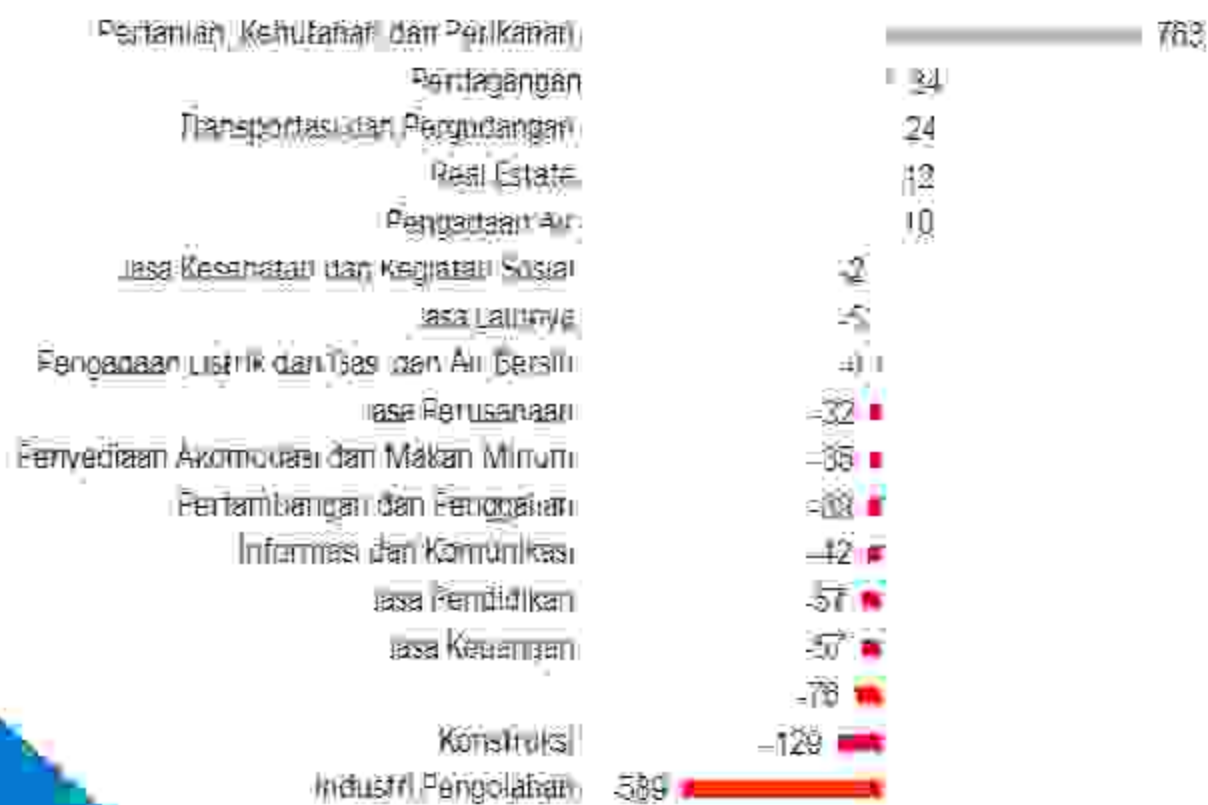 Pertanian, Kehutanan dan Perikanan 763
Perdagangan 34
Transportasi dan Pergudangan 24
Real Estate 12
Pengadaan Air 10
Jasa Kesehatan dan Kegiatan Sosial -2
Jasa Lainnya
Pengadaan Listrik dan Gas dan Air Bersih
Jasa Perusahaan -32
Penyediaan Akomodasi dan Makan Minum -35
Pertambangan dan Penggalian
Informasi dan Komunikasi -42
Jasa Pendidikan -57
Jasa Keuangan -57
-76
Konstruksi -129
Industri Pengolahan -589